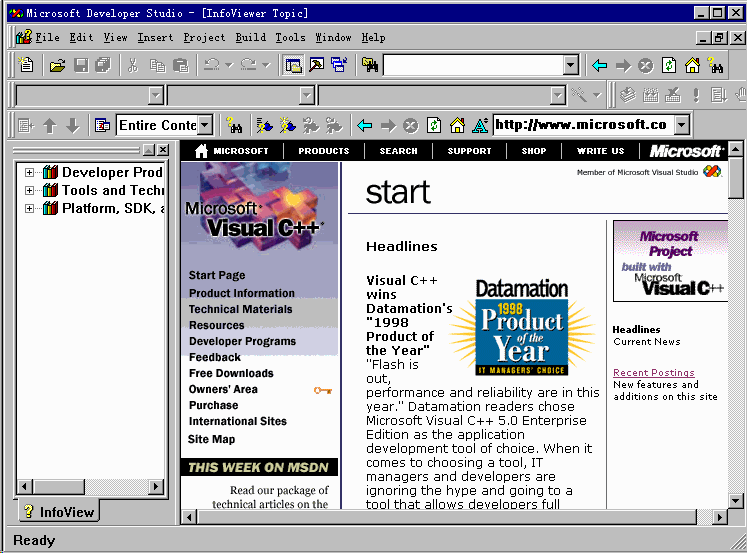 Microsoft Developer Studio - [InfoViewer Topic]
File Edit View Insert Project Build Tools Window Help
Entire Conte
http://www.microsoft.co
MICROSOFT PRODUCTS SEARCH SUPPORT SHOP WRITE US Microsoft
Developer Prod
Tools and Techn
Platform, SDK, a
InfoView
Microsoft
Visual C++
Start Page
Product Information
Technical Materials
Resources
Developer Programs
Feedback
Free Downloads
Owners' Area
Purchase
International Sites
Site Map
THIS WEEK ON MSDN
Read our package of
technical articles on the
Member of Microsoft Visual Studio
start
Headlines
Visual C++
wins
Datamation's
"1998
Product of
the Year"
"Flash is
out,
performance and reliability are in this
year." Datamation readers chose
Microsoft Visual C++ 5.0 Enterprise
Edition as the application
development tool of choice. When it
comes to choosing a tool, IT
managers and developers are
ignoring the hype and going to a
tool that allows developers full
Datamation
1998
Product
of the
Year
IT MANAGERS' CHOICE
Microsoft
Project
built with
Microsoft
Visual C++
Headlines
Current News
Recent Postings
New features and
additions on this site
Ready